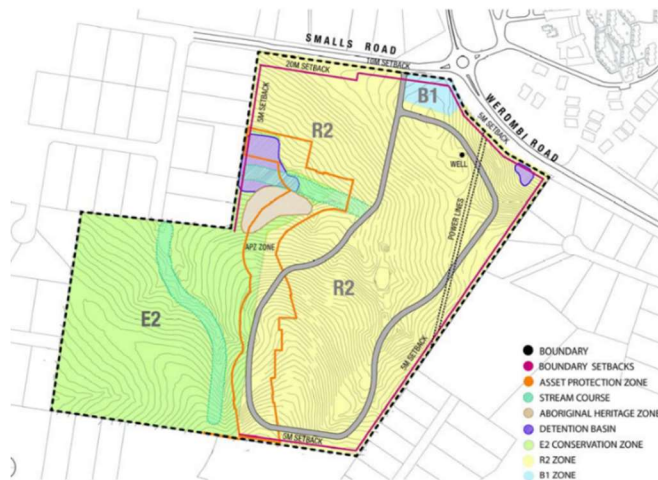 SMALLS ROAD
20M SETBACK
10M SETBACK
B1
WEROMBI ROAD
5M SETBACK
5M SETBACK
R2
WELL
POWER LINES
APZ ZONE
R2
E2
5M SETBACK
5M SETBACK
BOUNDARY
BOUNDARY SETBACKS
ASSET PROTECTION ZONE
STREAM COURSE
ABORIGINAL HERITAGE ZONE
DETENTION BASIN
E2 CONSERVATION ZONE
R2 ZONE
B1 ZONE